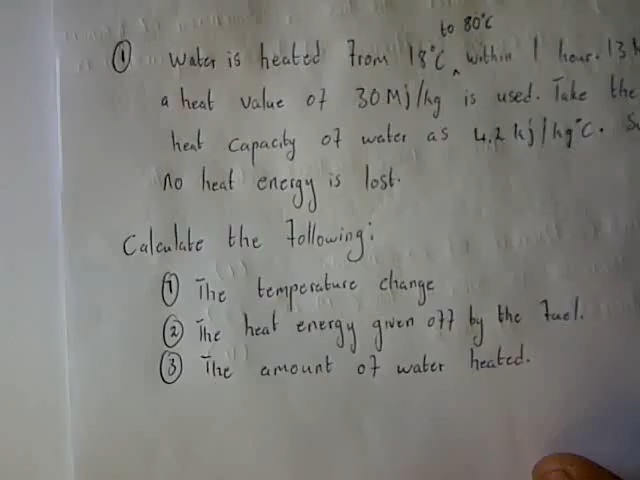 to 80°C
① Water is heated from 18°C ^ within 1 hour. 13
a heat value of 30 Mj/kg is used. Take the
heat capacity of water as 4.2 kj/kg°C.
no heat energy is lost.
Calculate the following:
① The temperature change
② The heat energy given off by the fuel.
③ The amount of water heated.